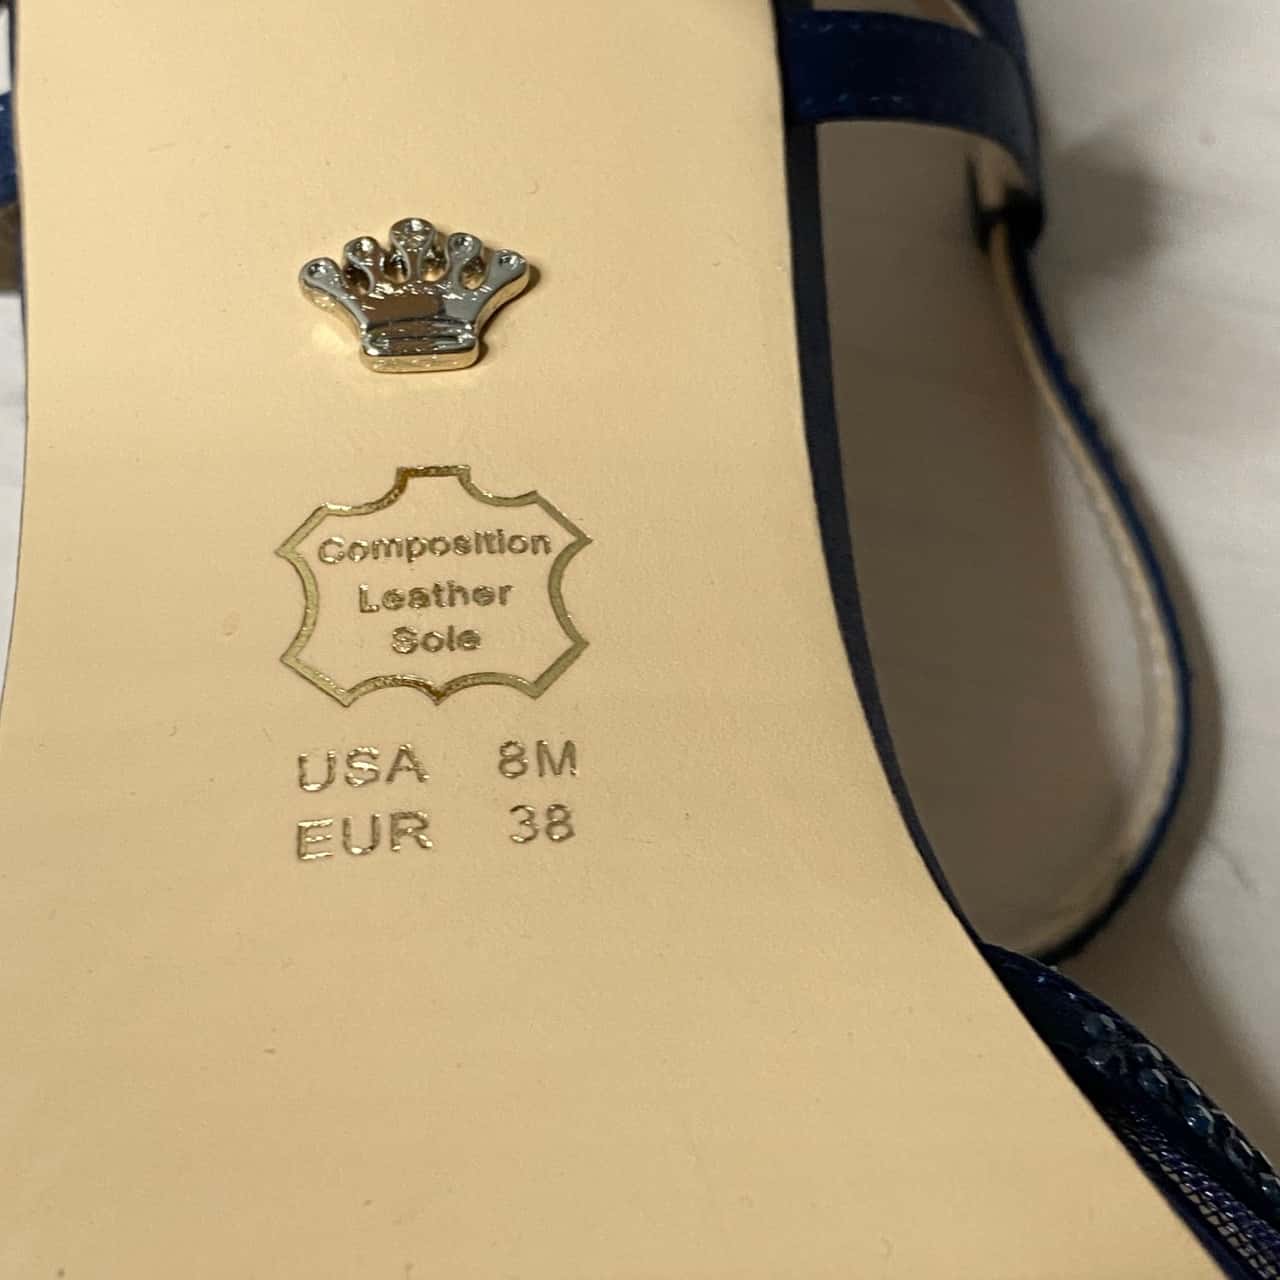 Composition
Leather
Sole
USA 8M
EUR 38